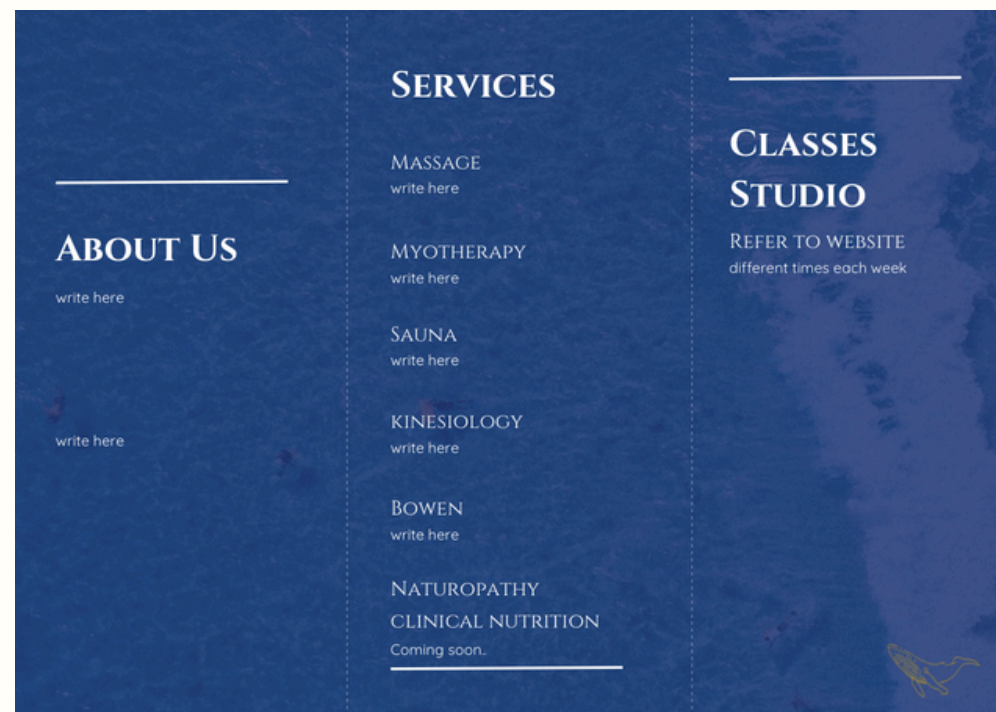 About Us
write here
write here
Services
Massage
write here
Myotherapy
write here
Sauna
write here
kinesiology
write here
Bowen
write here
Naturopathy
clinical nutrition
Coming soon..
Classes
Studio
Refer to website
different times each week